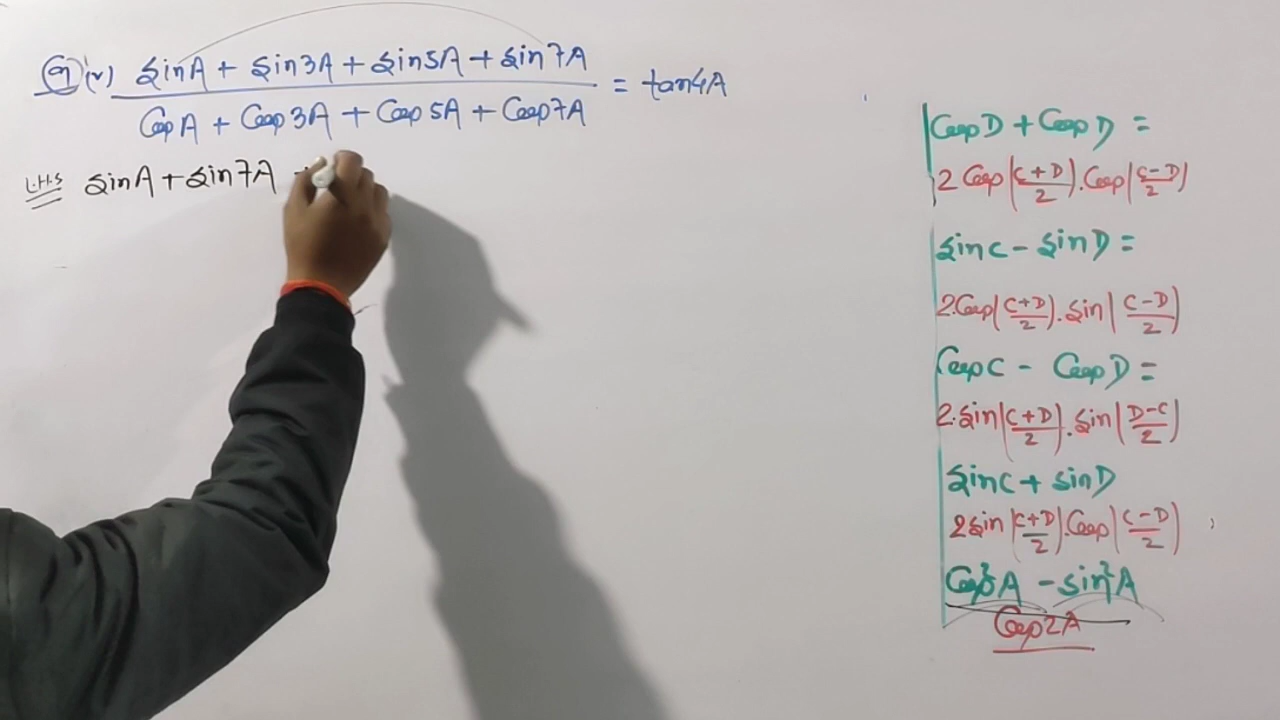 Q (v) sinA + sin3A + sin5A + sin7A = tan4A
CosA + Cos3A + Cos5A + Cos7A
L.H.S sinA + sin7A +
CosD + CosD =
2 Cos(C+D/2).Cos(C-D/2)
sinC - sinD =
2.Cos(C+D/2).sin(C-D/2)
CosC - CosD =
2.sin(C+D/2).sin(D-C/2)
sinC + sinD
2sin(C+D/2).Cos(C-D/2)
Cos²A - sin²A
Cos2A